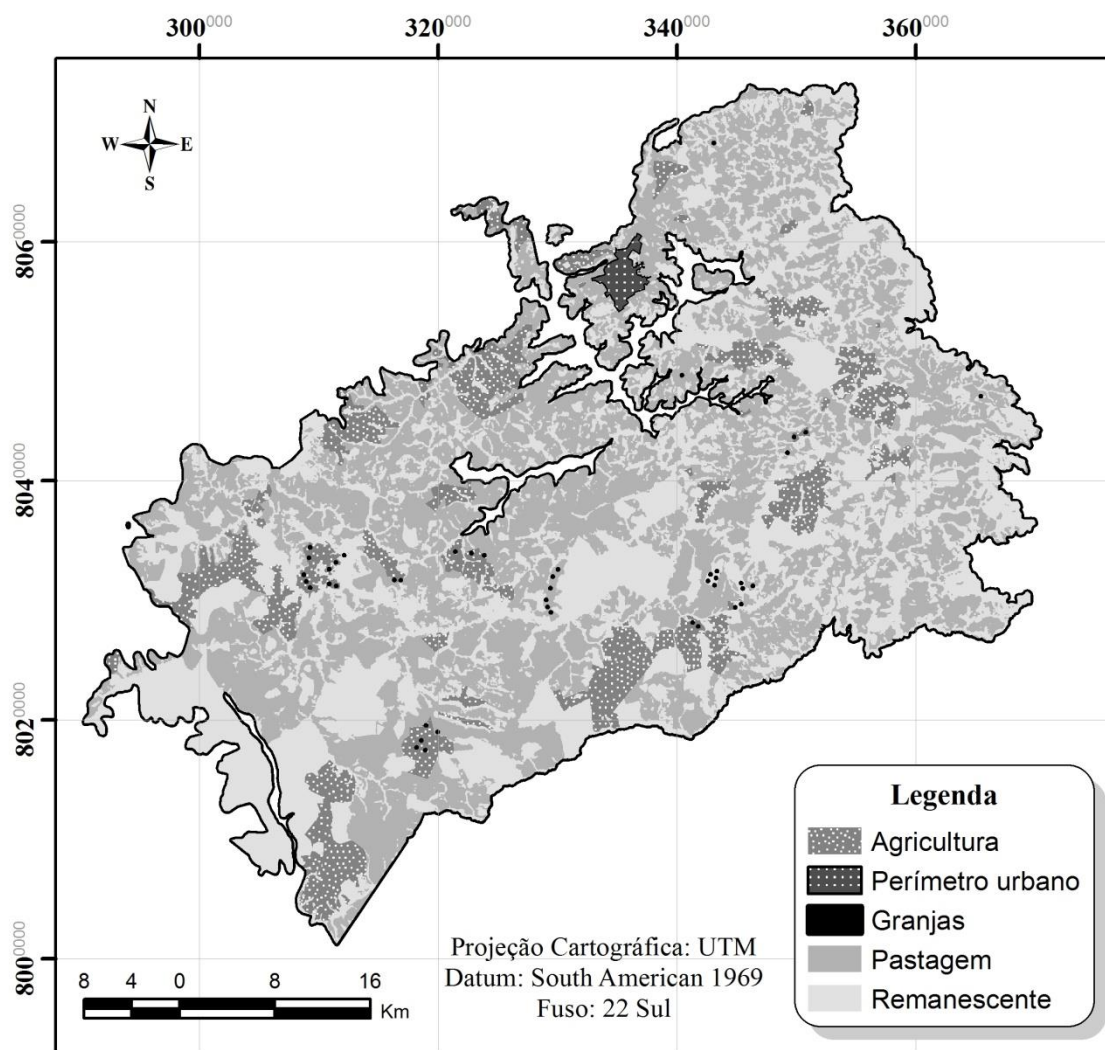 300000 320000 340000 360000
N
W E
S
8060000
8040000
8020000
8000000
Legenda
Agricultura
Perímetro urbano
Granjas
Pastagem
Remanescente
Projeção Cartográfica: UTM
Datum: South American 1969
Fuso: 22 Sul
8 4 0 8 16
Km